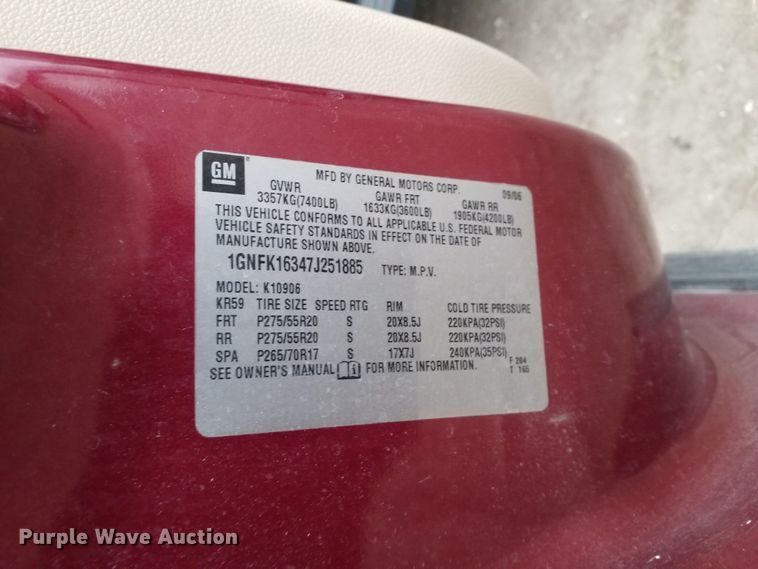 GM ®
MFD BY GENERAL MOTORS CORP. 09/06
GVWR GAWR FRT GAWR RR
3357KG(7400LB) 1633KG(3600LB) 1905KG(4200LB)
THIS VEHICLE CONFORMS TO ALL APPLICABLE U.S. FEDERAL MOTOR
VEHICLE SAFETY STANDARDS IN EFFECT ON THE DATE OF
MANUFACTURE SHOWN ABOVE.
1GNFK16347J251885 TYPE: M.P.V.
MODEL: K10906
KR59 TIRE SIZE SPEED RTG RIM COLD TIRE PRESSURE
FRT P275/55R20 S 20X8.5J 220KPA(32PSI)
RR P275/55R20 S 20X8.5J 220KPA(32PSI)
SPA P265/70R17 S 17X7J 240KPA(35PSI)
SEE OWNER'S MANUAL FOR MORE INFORMATION.
F 204
T 165
Purple Wave Auction